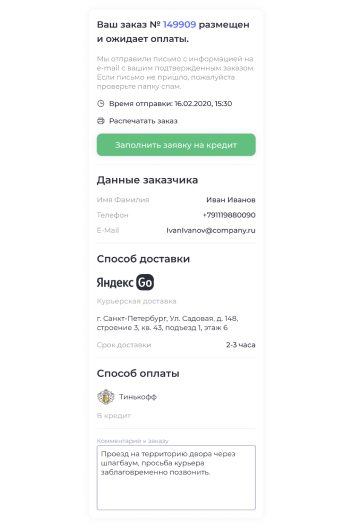 Ваш заказ № 149909 размещен
и ожидает оплаты.
Мы отправили письмо с информацией на
e-mail с вашим подтвержденным заказом.
Если письмо не пришло, пожалуйста
проверьте папку спам.
Время отправки: 16.02.2020, 15:30
Распечатать заказ
Заполнить заявку на кредит
Данные заказчика
Имя Фамилия Иван Иванов
Телефон +791119880090
E-Mail IvanIvanov@company.ru
Способ доставки
Яндекс Go
Курьерская доставка
г. Санкт-Петербург, Ул. Садовая, д. 148,
строение 3, кв. 43, подъезд 1, этаж 6
Срок доставки 2-3 часа
Способ оплаты
Тинькофф
В кредит
Комментарий к заказу
Проезд на территорию двора через
шлагбаум, просьба курьера
заблаговременно позвонить.